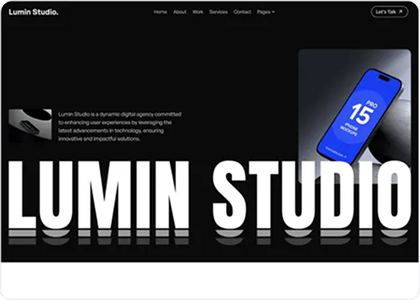 Lumin Studio.
Home About Work Services Contact Pages
Let's Talk
Lumin Studio is a dynamic digital agency committed
to enhancing user experiences by leveraging the
latest advancements in technology, ensuring
innovative and impactful solutions.
15 PRO
IPHONE
MOCKUPS
LUMIN STUDIO